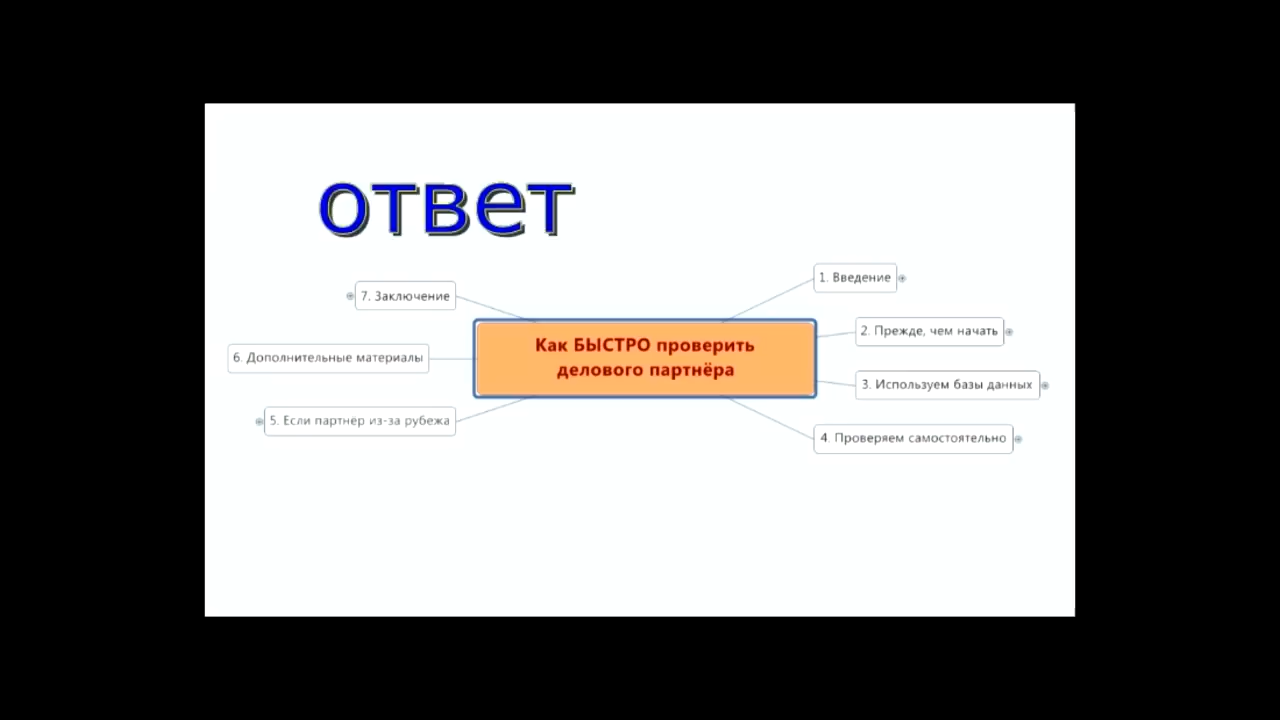 ответ
1. Введение
7. Заключение
2. Прежде, чем начать
Как БЫСТРО проверить
делового партнёра
6. Дополнительные материалы
3. Используем базы данных
5. Если партнёр из-за рубежа
4. Проверяем самостоятельно